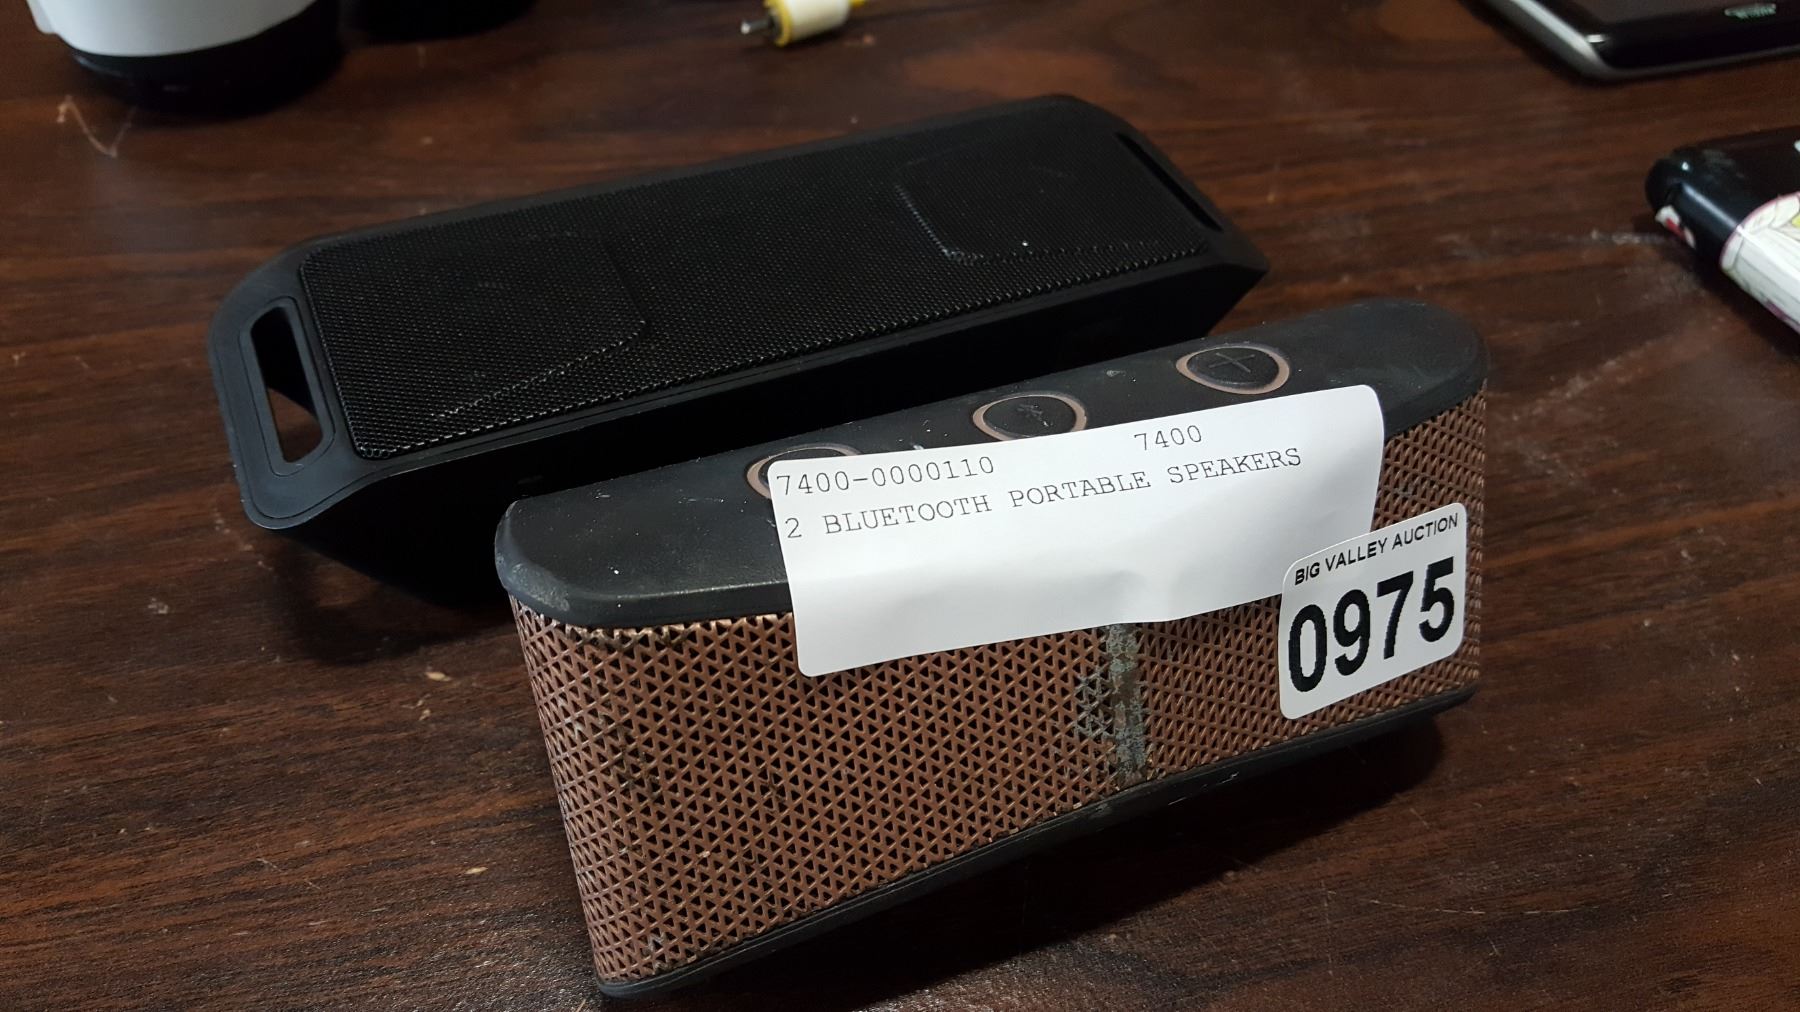 7400-0000110 7400
2 BLUETOOTH PORTABLE SPEAKERS
BIG VALLEY AUCTION
0975